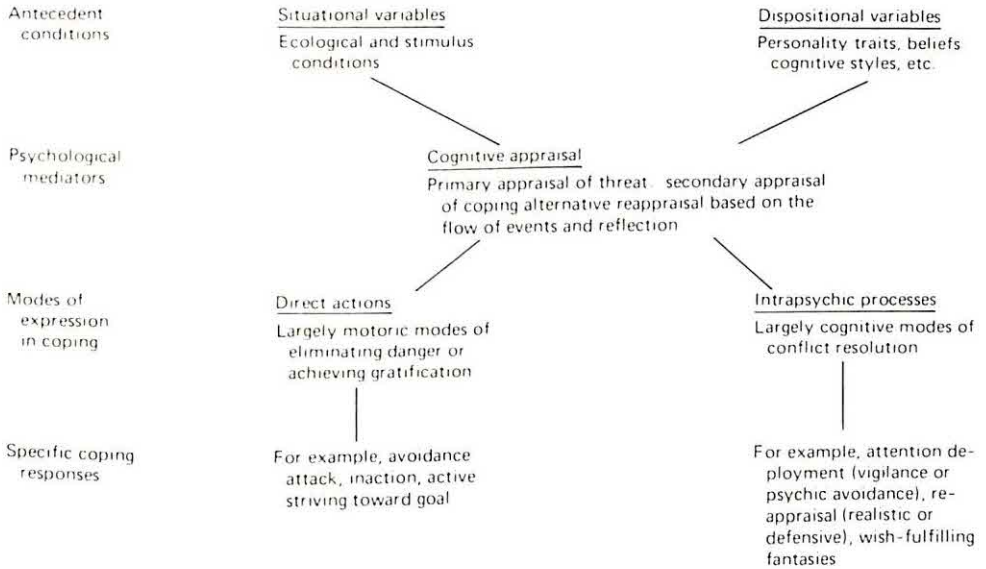 Antecedent
conditions
Situational variables
Ecological and stimulus
conditions
Dispositional variables
Personality traits, beliefs
cognitive styles, etc.
Psychological
mediators
Cognitive appraisal
Primary appraisal of threat. secondary appraisal
of coping alternative reappraisal based on the
flow of events and reflection
Modes of
expression
in coping
Direct actions
Largely motoric modes of
eliminating danger or
achieving gratification
Intrapsychic processes
Largely cognitive modes of
conflict resolution
Specific coping
responses
For example, avoidance
attack, inaction, active
striving toward goal
For example, attention de-
ployment (vigilance or
psychic avoidance), re-
appraisal (realistic or
defensive), wish-fulfilling
fantasies